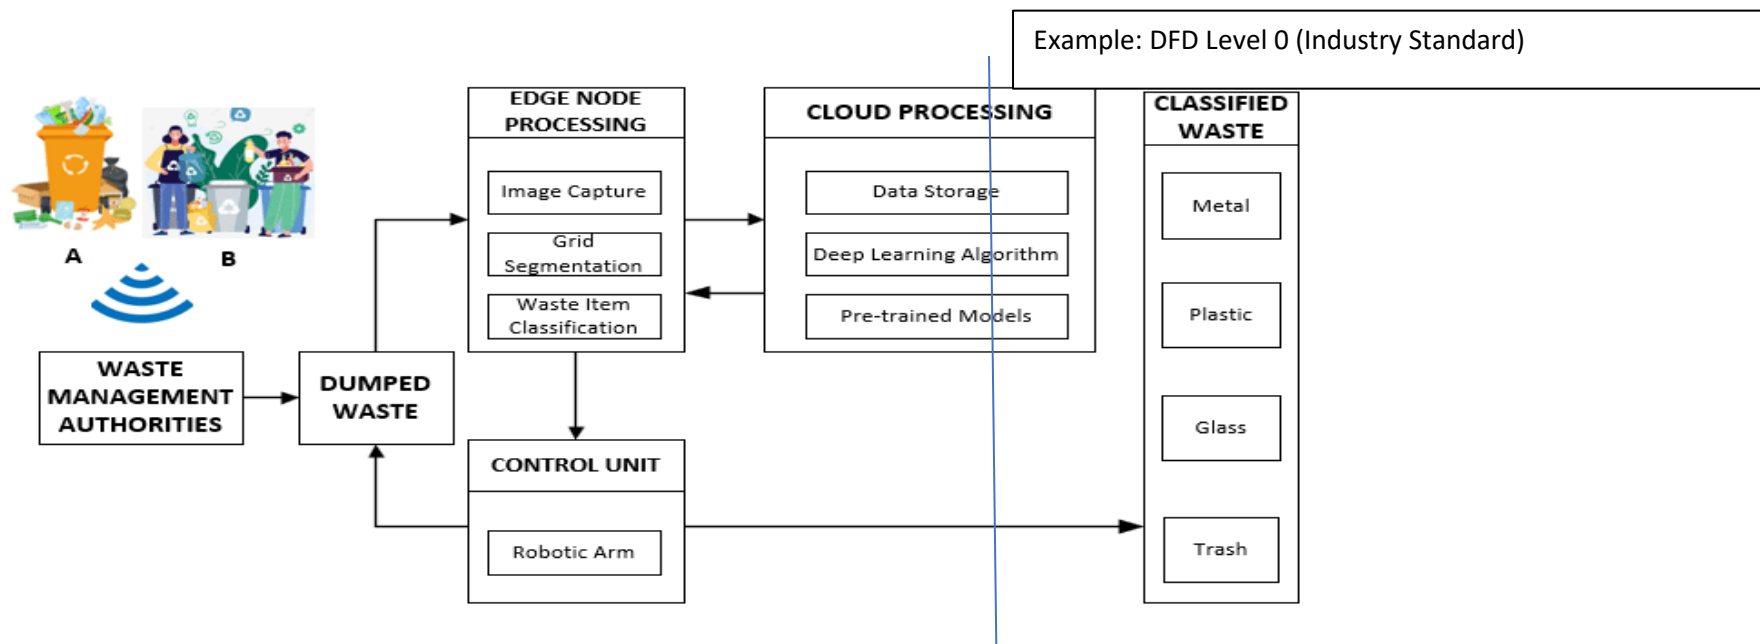 Example: DFD Level 0 (Industry Standard)
A
B
WASTE
MANAGEMENT
AUTHORITIES
DUMPED
WASTE
EDGE NODE
PROCESSING
Image Capture
Grid
Segmentation
Waste Item
Classification
CLOUD PROCESSING
Data Storage
Deep Learning Algorithm
Pre-trained Models
CONTROL UNIT
Robotic Arm
CLASSIFIED
WASTE
Metal
Plastic
Glass
Trash